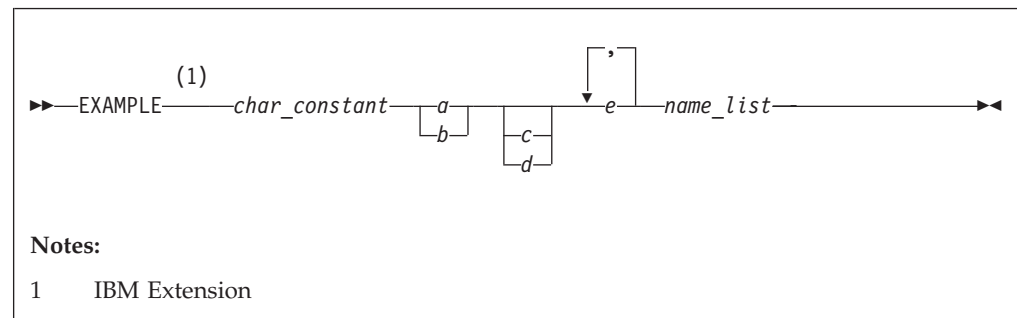 ,
(1)
EXAMPLE char_constant a e name_list
b c
d
Notes:
1 IBM Extension